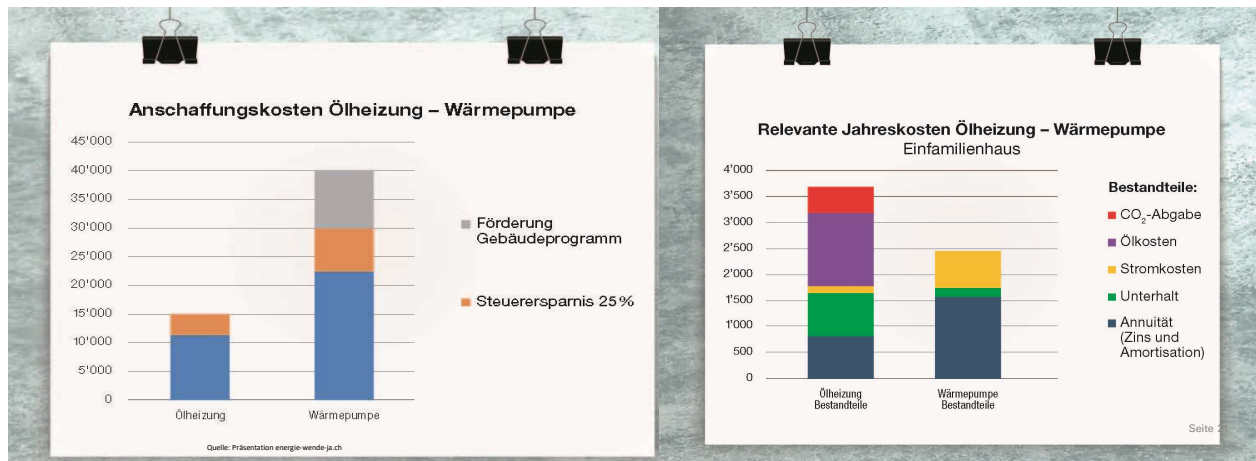 Anschaffungskosten Ölheizung – Wärmepumpe
45'000
40'000
35'000
30'000
25'000
20'000
15'000
10'000
5'000
0
Ölheizung
Wärmepumpe
Förderung
Gebäudeprogramm
Steuerersparnis 25 %
Quelle: Präsentation energie-wende-ja.ch
Relevante Jahreskosten Ölheizung – Wärmepumpe
Einfamilienhaus
4'000
3'500
3'000
2'500
2'000
1'500
1'000
500
0
Ölheizung
Bestandteile
Wärmepumpe
Bestandteile
Bestandteile:
CO₂-Abgabe
Ölkosten
Stromkosten
Unterhalt
Annuität
(Zins und
Amortisation)
Seite